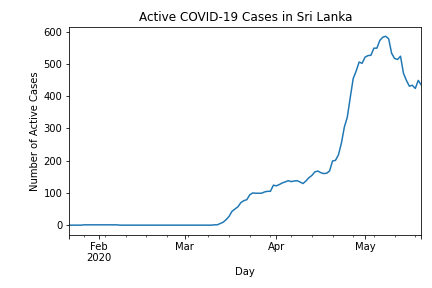 Active COVID-19 Cases in Sri Lanka
600
500
400
300
200
100
0
Number of Active Cases
Feb
2020
Mar
Apr
May
Day